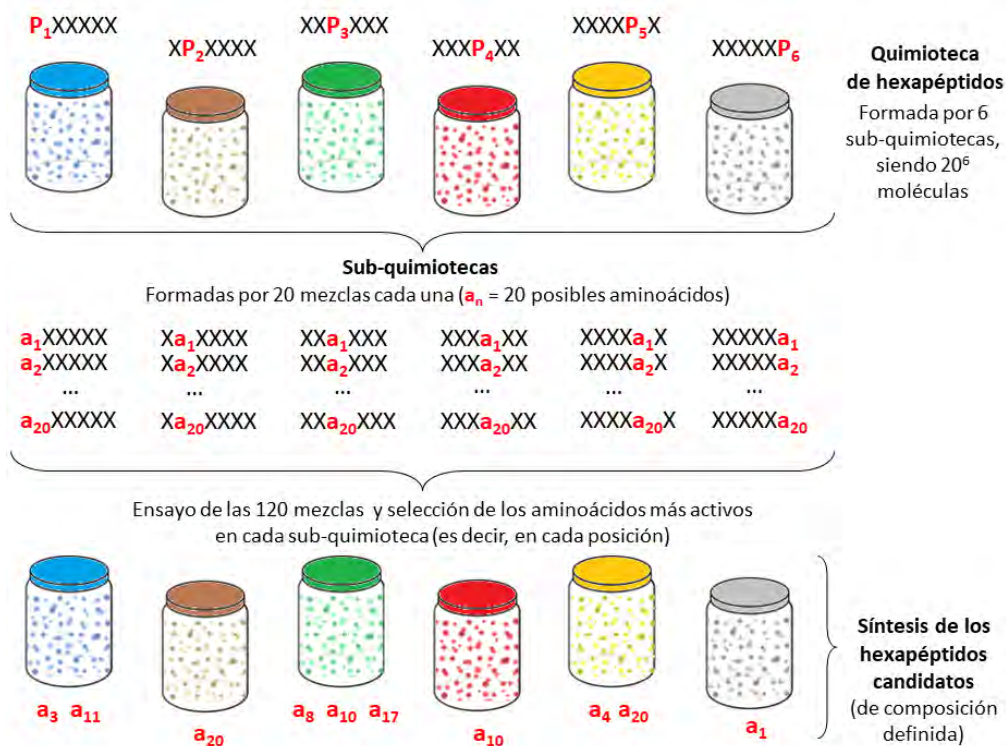 P₁XXXXX
XP₂XXXX
XXP₃XXX
XXXP₄XX
XXXXP₅X
XXXXXP₆
Quimioteca
de hexapéptidos
Formada por 6
sub-quimiotecas,
siendo 20⁶
moléculas
Sub-quimiotecas
Formadas por 20 mezclas cada una (aₙ = 20 posibles aminoácidos)
a₁XXXXX Xa₁XXXX XXa₁XXX XXXa₁XX XXXXa₁X XXXXXa₁
a₂XXXXX Xa₂XXXX XXa₂XXX XXXa₂XX XXXXa₂X XXXXXa₂
... ... ... ... ... ...
a₂₀XXXXX Xa₂₀XXXX XXa₂₀XXX XXXa₂₀XX XXXXa₂₀X XXXXXa₂₀
Ensayo de las 120 mezclas y selección de los aminoácidos más activos
en cada sub-quimioteca (es decir, en cada posición)
a₃ a₁₁
a₂₀
a₈ a₁₀ a₁₇
a₁₀
a₄ a₂₀
a₁
Síntesis de los
hexapéptidos
candidatos
(de composición
definida)